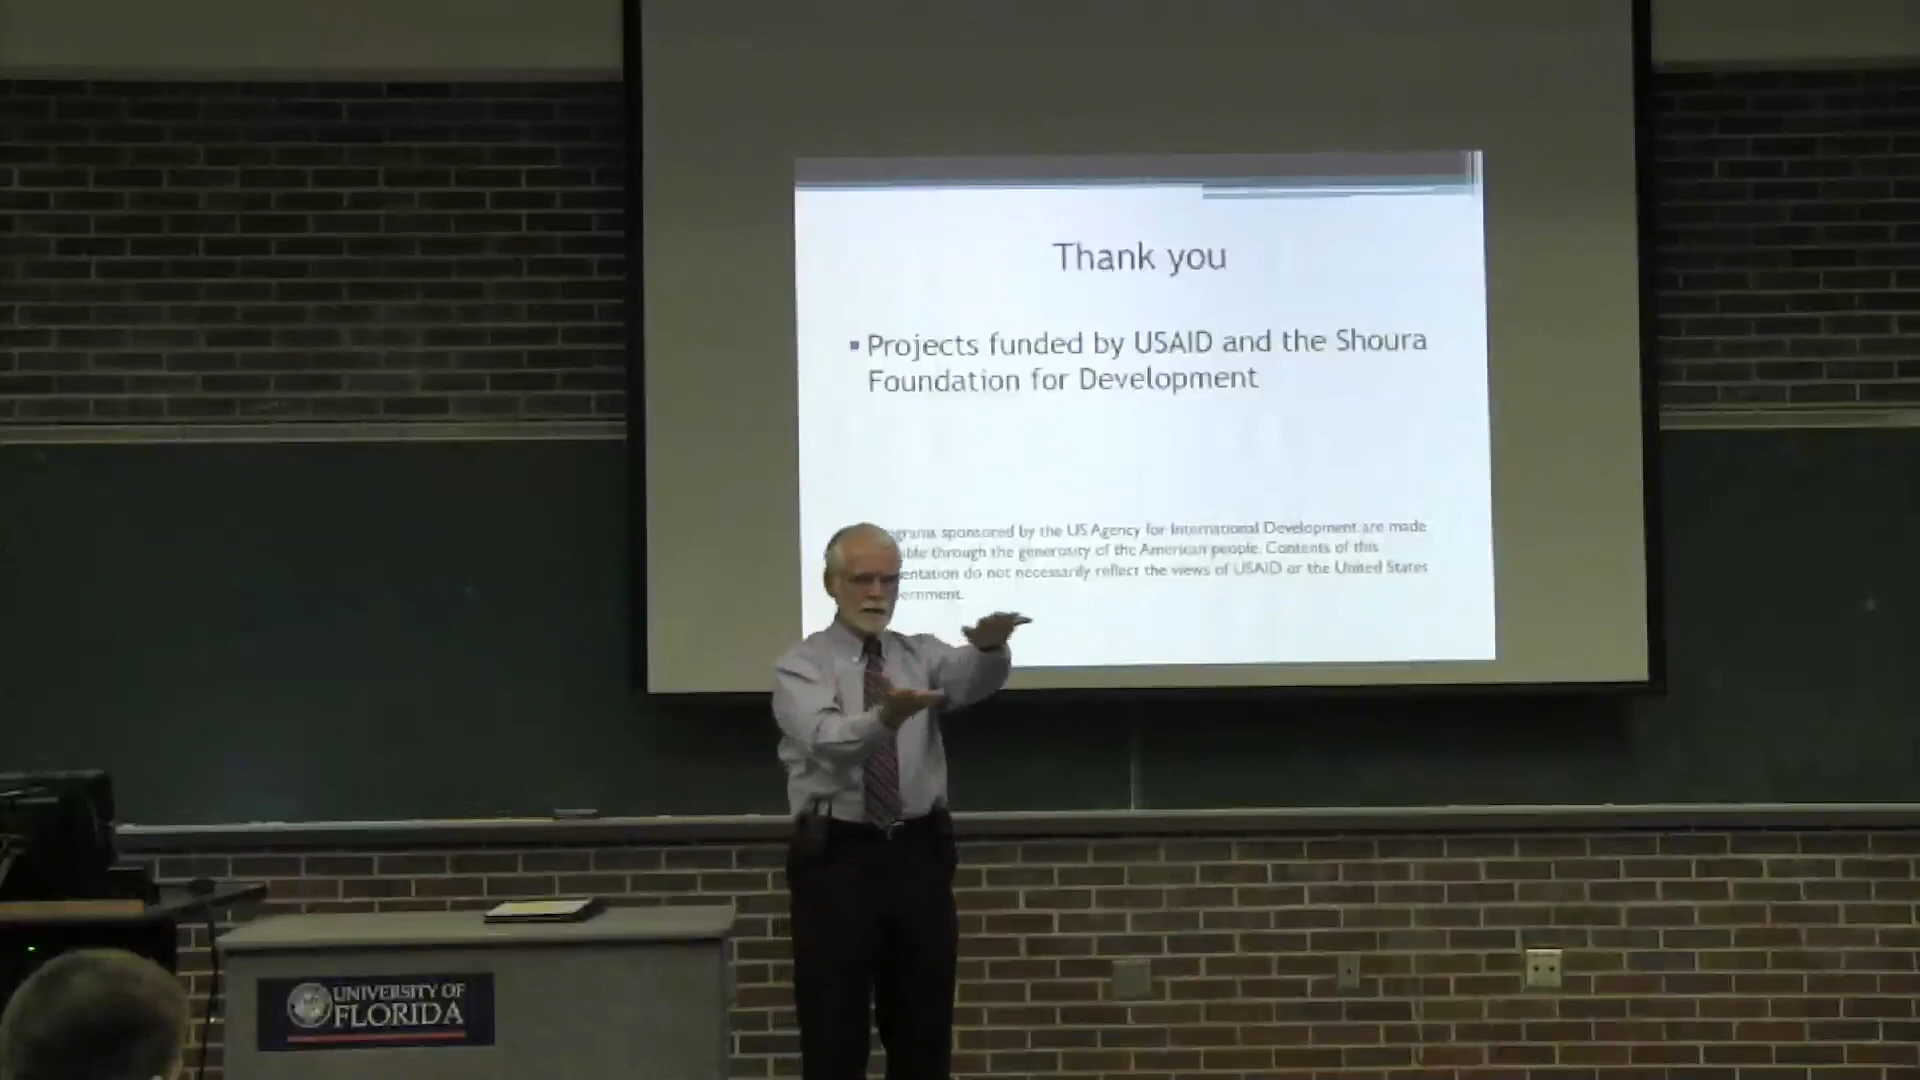 Thank you
▪ Projects funded by USAID and the Shoura
Foundation for Development
sponsored by the US Agency for International Development are made
through the generosity of the American people. Contents of this
do not necessarily reflect the views of USAID or the United States
UNIVERSITY OF
FLORIDA